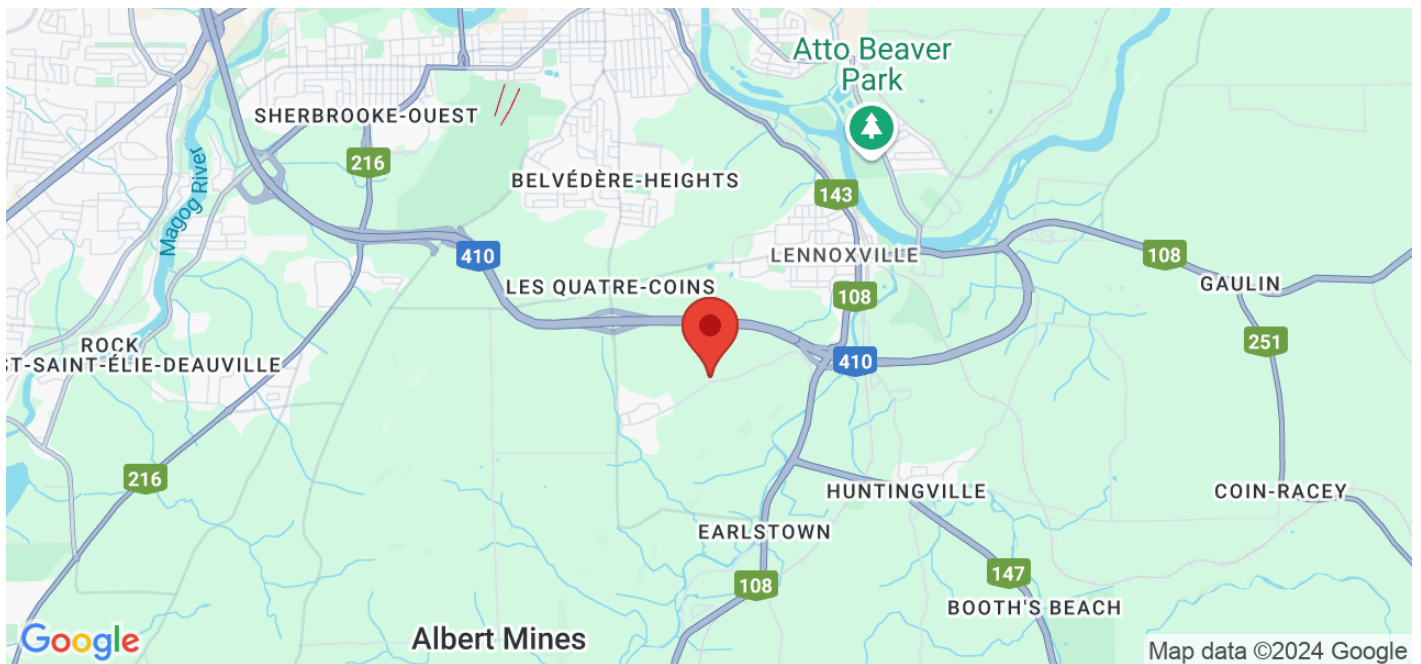 Atto Beaver
Park
SHERBROOKE-OUEST
216
Magog River
BELVÉDÈRE-HEIGHTS
143
410
LENNOXVILLE
108
GAULIN
LES QUATRE-COINS
108
ROCK
ST-SAINT-ÉLIE-DEAUVILLE
410
251
216
HUNTINGVILLE
COIN-RACEY
EARLSTOWN
108
147
BOOTH'S BEACH
Google
Albert Mines
Map data ©2024 Google